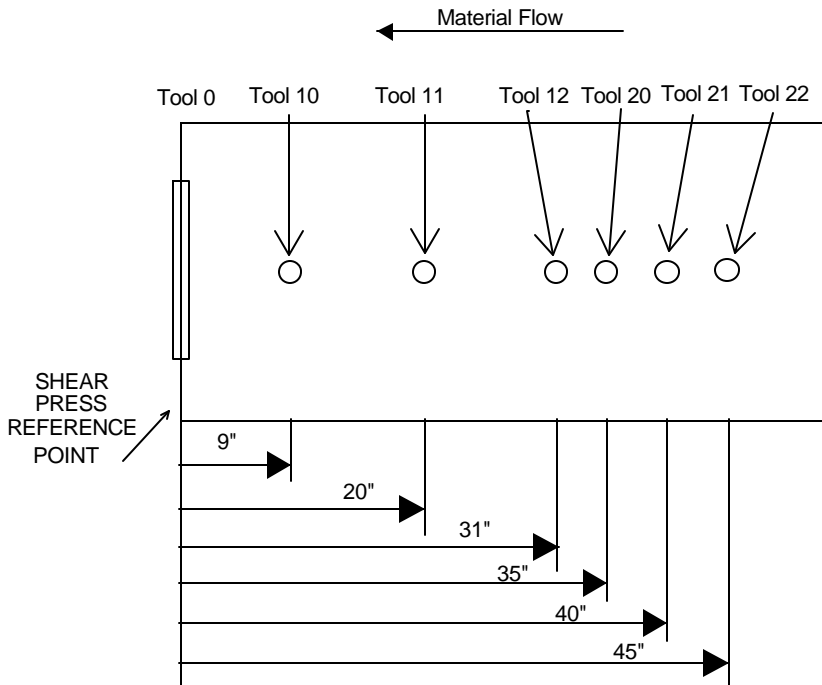 Material Flow
Tool 0
Tool 10
Tool 11
Tool 12
Tool 20
Tool 21
Tool 22
SHEAR
PRESS
REFERENCE
POINT
9"
20"
31"
35"
40"
45"